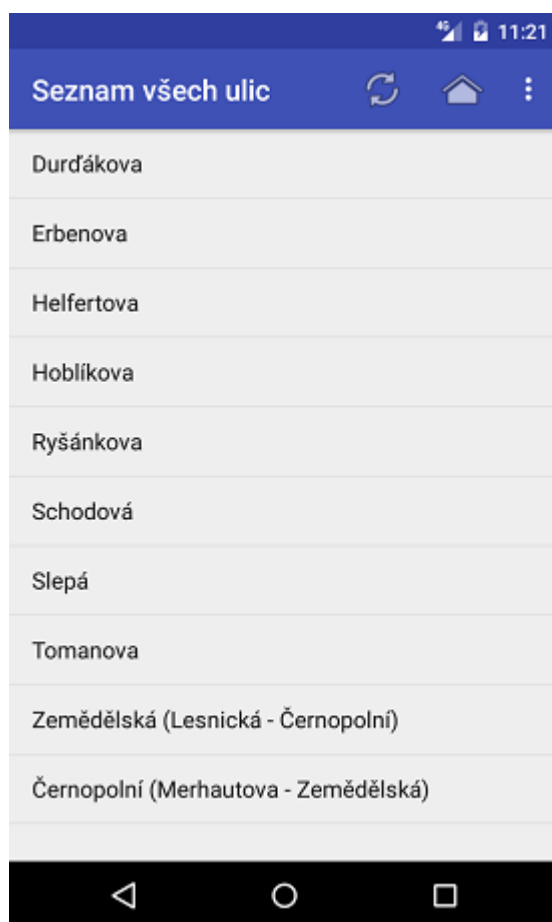 4G 11:21
Seznam všech ulic
Durďákova
Erbenova
Helfertova
Hoblíkova
Ryšánkova
Schodová
Slepá
Tomanova
Zemědělská (Lesnická - Černopolní)
Černopolní (Merhautova - Zemědělská)